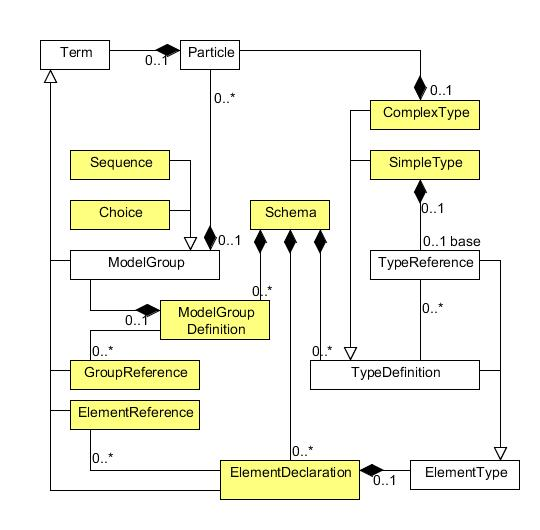 Term
Particle
0..1
0..1
0..*
ComplexType
Sequence
SimpleType
Choice
Schema
0..1
0..1
0..1 base
ModelGroup
TypeReference
0..*
ModelGroup
Definition
0..1
0..*
0..*
0..*
GroupReference
TypeDefinition
ElementReference
0..*
0..*
ElementDeclaration
0..1
ElementType